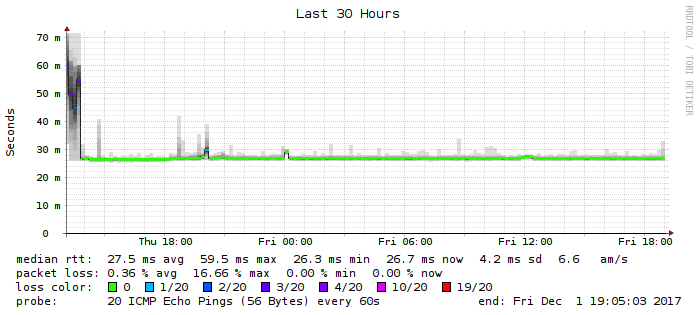 Last 30 Hours
RRDTOOL / TOBI OETIKER
Seconds
70 m
60 m
50 m
40 m
30 m
20 m
10 m
0
Thu 18:00 Fri 00:00 Fri 06:00 Fri 12:00 Fri 18:00
median rtt: 27.5 ms avg 59.5 ms max 26.3 ms min 26.7 ms now 4.2 ms sd 6.6 am/s
packet loss: 0.36 % avg 16.66 % max 0.00 % min 0.00 % now
loss color: 0 1/20 2/20 3/20 4/20 10/20 19/20
probe: 20 ICMP Echo Pings (56 Bytes) every 60s end: Fri Dec 1 19:05:03 2017